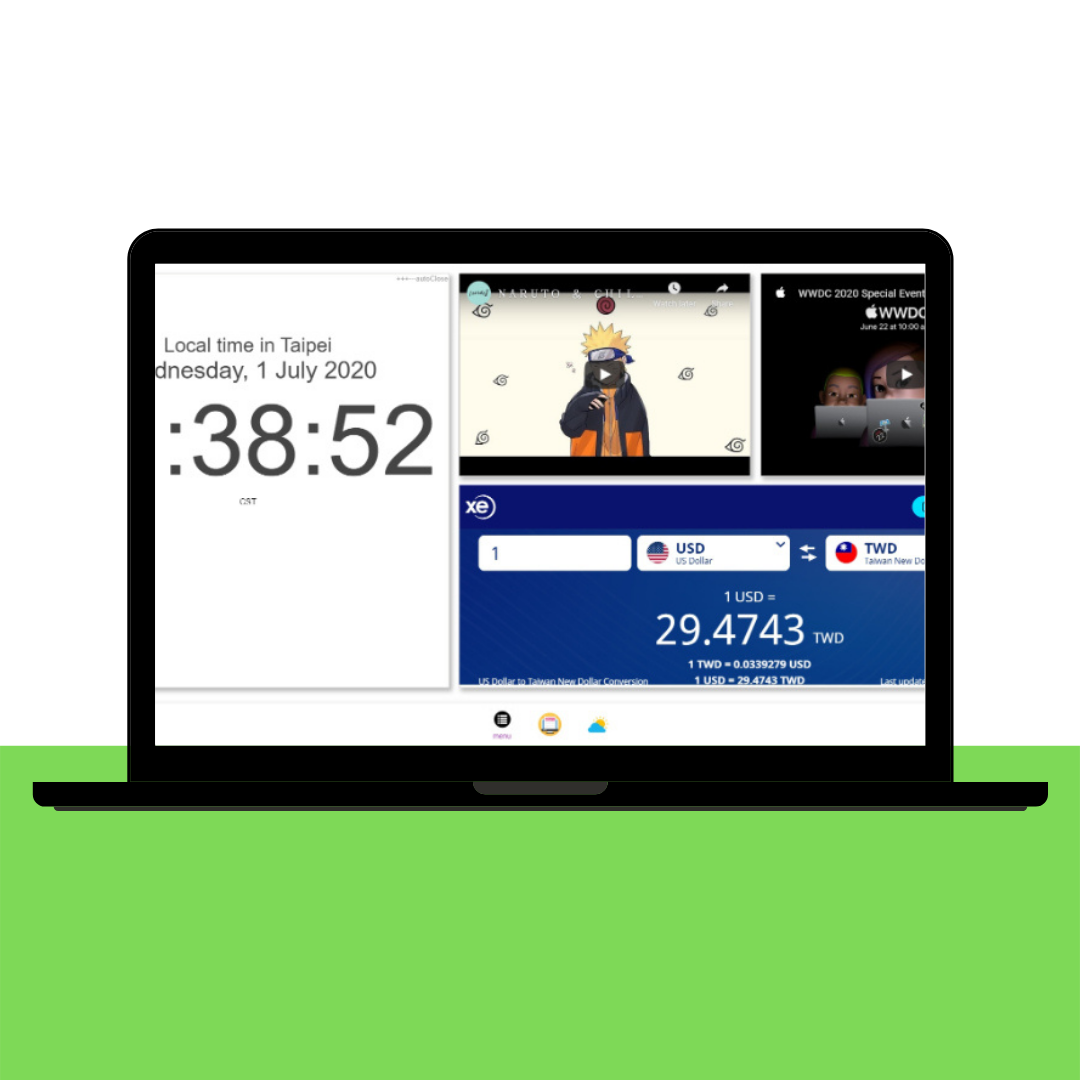 autoClose
Local time in Taipei
dnesday, 1 July 2020
:38:52
CST
NARUTO & CHIL...
Watch later
WWDC 2020 Special Event
WWDC
June 22 at 10:00 a
xe
1
USD
US Dollar
TWD
Taiwan New Do
1 USD =
29.4743 TWD
1 TWD = 0.0339279 USD
US Dollar to Taiwan New Dollar Conversion
1 USD = 29.4743 TWD
Last update
menu